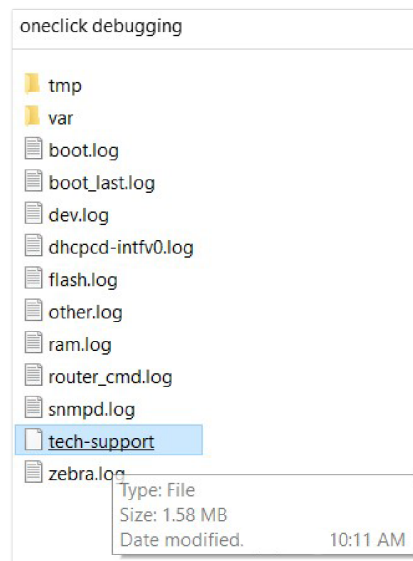 oneclick debugging
tmp
var
boot.log
boot_last.log
dev.log
dhcpcd-intfv0.log
flash.log
other.log
ram.log
router_cmd.log
snmpd.log
tech-support
zebra.log
Type: File
Size: 1.58 MB
Date modified. 10:11 AM